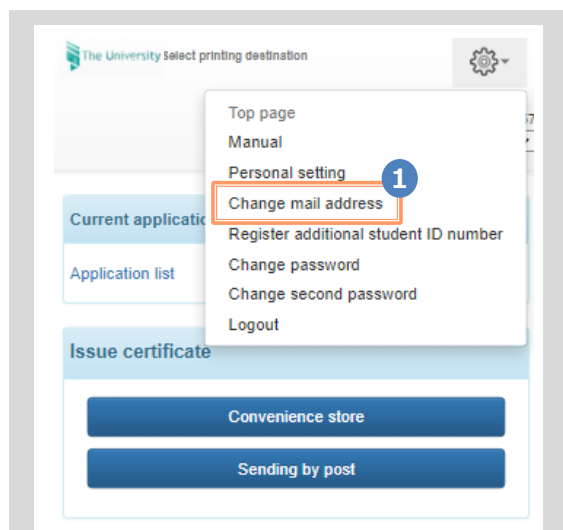 The University Select printing destination
Top page
Manual
Personal setting
1
Change mail address
Register additional student ID number
Change password
Change second password
Logout
Current applicatio
Application list
Issue certificate
Convenience store
Sending by post